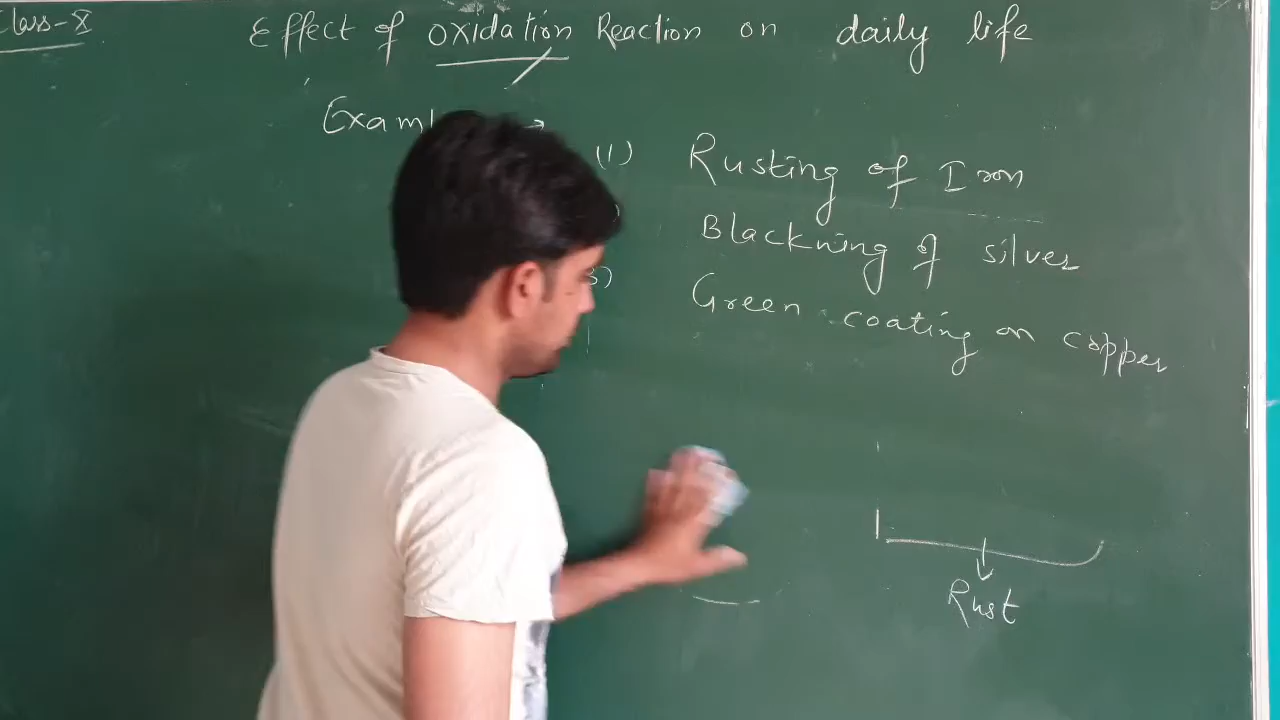 Class-X
Effect of oxidation Reaction on daily life
(1) Rusting of Iron
Blackning of silver
3) Green coating on copper
Rust